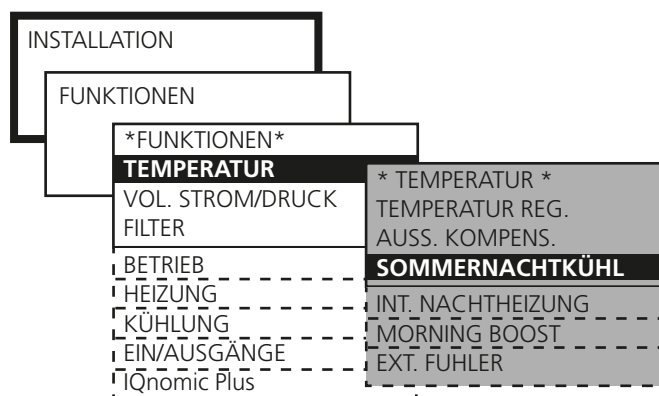 INSTALLATION
FUNKTIONEN
*FUNKTIONEN*
TEMPERATUR
VOL. STROM/DRUCK
FILTER
BETRIEB
HEIZUNG
KÜHLUNG
EIN/AUSGÄNGE
IQnomic Plus
* TEMPERATUR *
TEMPERATUR REG.
AUSS. KOMPENS.
SOMMERNACHTKÜHL
INT. NACHTHEIZUNG
MORNING BOOST
EXT. FUHLER